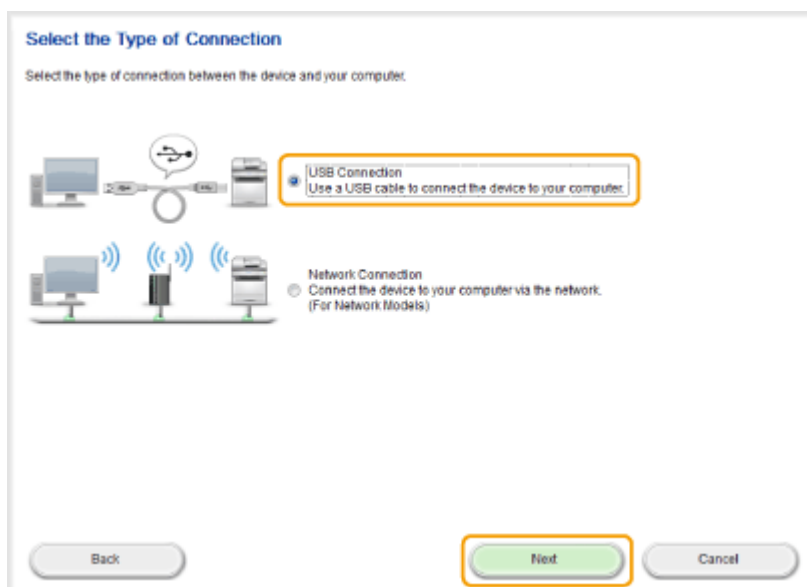 Select the Type of Connection
Select the type of connection between the device and your computer.
USB Connection
Use a USB cable to connect the device to your computer.
Network Connection
Connect the device to your computer via the network.
(For Network Models)
Back
Next
Cancel